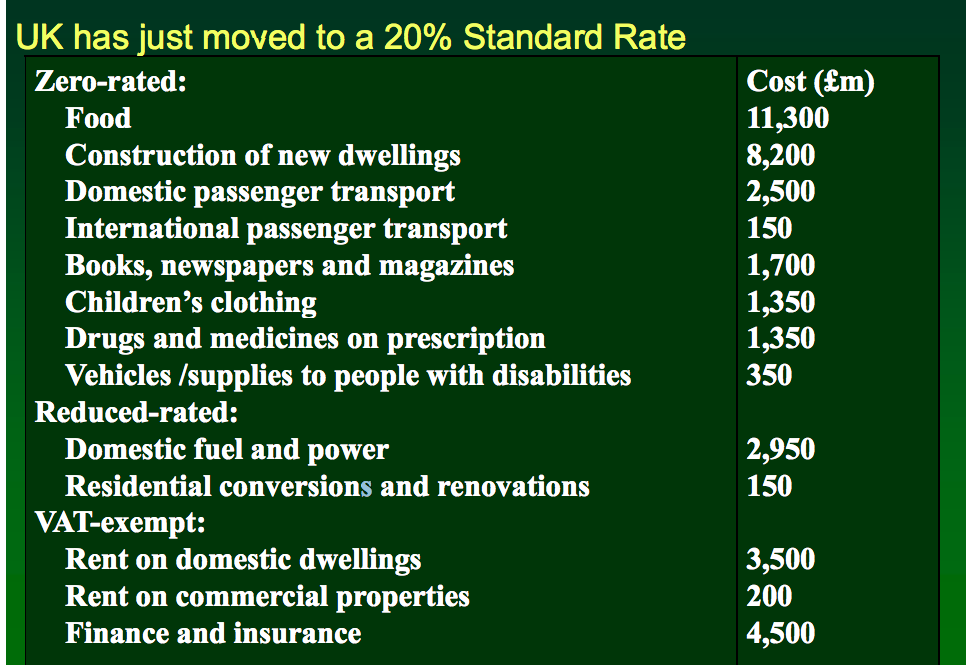 UK has just moved to a 20% Standard Rate
Zero-rated: Cost (£m)
Food 11,300
Construction of new dwellings 8,200
Domestic passenger transport 2,500
International passenger transport 150
Books, newspapers and magazines 1,700
Children’s clothing 1,350
Drugs and medicines on prescription 1,350
Vehicles /supplies to people with disabilities 350
Reduced-rated:
Domestic fuel and power 2,950
Residential conversions and renovations 150
VAT-exempt:
Rent on domestic dwellings 3,500
Rent on commercial properties 200
Finance and insurance 4,500